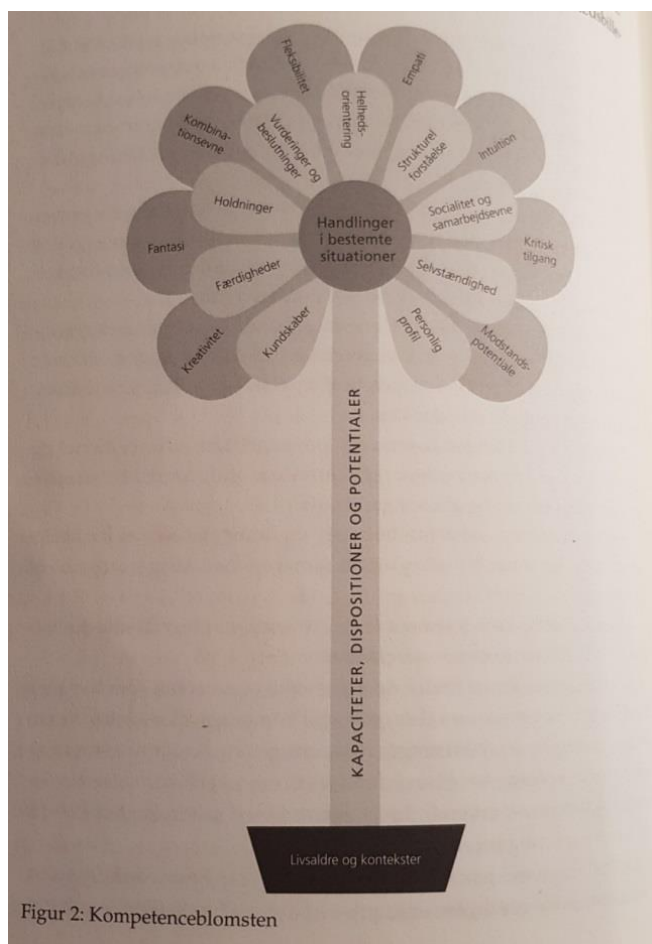 Fleksibilitet
Empati
Kombina-
tionsevne
Vurderinger og
beslutninger
Helheds-
orientering
Strukturel
forståelse
Intuition
Holdninger
Handlinger
i bestemte
situationer
Socialitet og
samarbejdsevne
Fantasi
Kritisk
tilgang
Færdigheder
Selvstændighed
Kreativitet
Kundskaber
Personlig
profil
Modstands-
potentiale
KAPACITETER, DISPOSITIONER OG POTENTIALER
Livsaldre og kontekster
Figur 2: Kompetenceblomsten